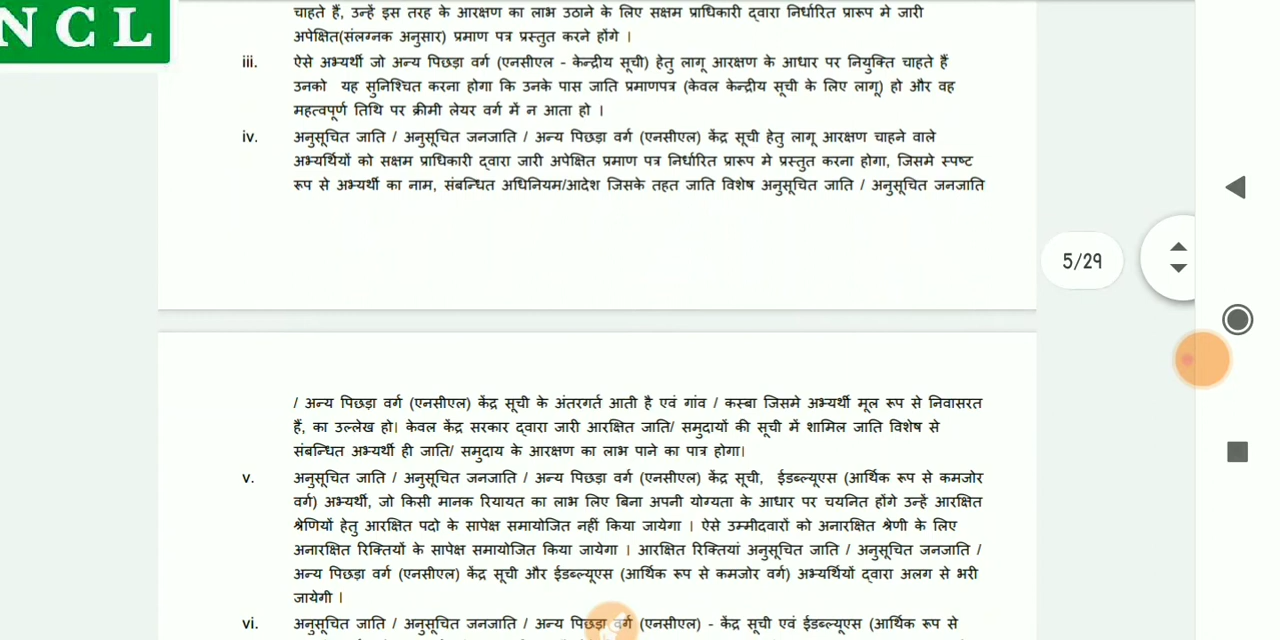 चाहते हैं, उन्हें इस तरह के आरक्षण का लाभ उठाने के लिए सक्षम प्राधिकारी द्वारा निर्धारित प्रारूप मे जारी
NCL
अपेक्षित(संलग्नक अनुसार) प्रमाण पत्र प्रस्तुत करने होंगे ।
iii. ऐसे अभ्यर्थी जो अन्य पिछड़ा वर्ग (एनसीएल - केन्द्रीय सूची) हेतु लागू आरक्षण के आधार पर नियुक्ति चाहते हैं
उनको यह सुनिश्चित करना होगा कि उनके पास जाति प्रमाणपत्र (केवल केन्द्रीय सूची के लिए लागू) हो और वह
महत्वपूर्ण तिथि पर क्रीमी लेयर वर्ग में न आता हो ।
iv. अनुसूचित जाति / अनुसूचित जनजाति / अन्य पिछड़ा वर्ग (एनसीएल) केंद्र सूची हेतु लागू आरक्षण चाहने वाले
अभ्यर्थियों को सक्षम प्राधिकारी द्वारा जारी अपेक्षित प्रमाण पत्र निर्धारित प्रारूप मे प्रस्तुत करना होगा, जिसमे स्पष्ट
रूप से अभ्यर्थी का नाम, संबन्धित अधिनियम/आदेश जिसके तहत जाति विशेष अनुसूचित जाति / अनुसूचित जनजाति
5/29
/ अन्य पिछड़ा वर्ग (एनसीएल) केंद्र सूची के अंतरगर्त आती है एवं गांव / कस्बा जिसमे अभ्यर्थी मूल रूप से निवासरत
हैं, का उल्लेख हो। केवल केंद्र सरकार द्वारा जारी आरक्षित जाति/ समुदायों की सूची में शामिल जाति विशेष से
संबन्धित अभ्यर्थी ही जाति/ समुदाय के आरक्षण का लाभ पाने का पात्र होगा।
v. अनुसूचित जाति / अनुसूचित जनजाति / अन्य पिछड़ा वर्ग (एनसीएल) केंद्र सूची, ईडब्ल्यूएस (आर्थिक रूप से कमजोर
वर्ग) अभ्यर्थी, जो किसी मानक रियायत का लाभ लिए बिना अपनी योग्यता के आधार पर चयनित होंगे उन्हें आरक्षित
श्रेणियों हेतु आरक्षित पदो के सापेक्ष समायोजित नहीं किया जायेगा । ऐसे उम्मीदवारों को अनारक्षित श्रेणी के लिए
अनारक्षित रिक्तियों के सापेक्ष समायोजित किया जायेगा । आरक्षित रिक्तियां अनुसूचित जाति / अनुसूचित जनजाति /
अन्य पिछड़ा वर्ग (एनसीएल) केंद्र सूची और ईडब्ल्यूएस (आर्थिक रूप से कमजोर वर्ग) अभ्यर्थियों द्वारा अलग से भरी
जायेगी ।
vi. अनुसूचित जाति / अनुसूचित जनजाति / अन्य पिछड़ा वर्ग (एनसीएल) - केंद्र सूची एवं ईडब्ल्यूएस (आर्थिक रूप से